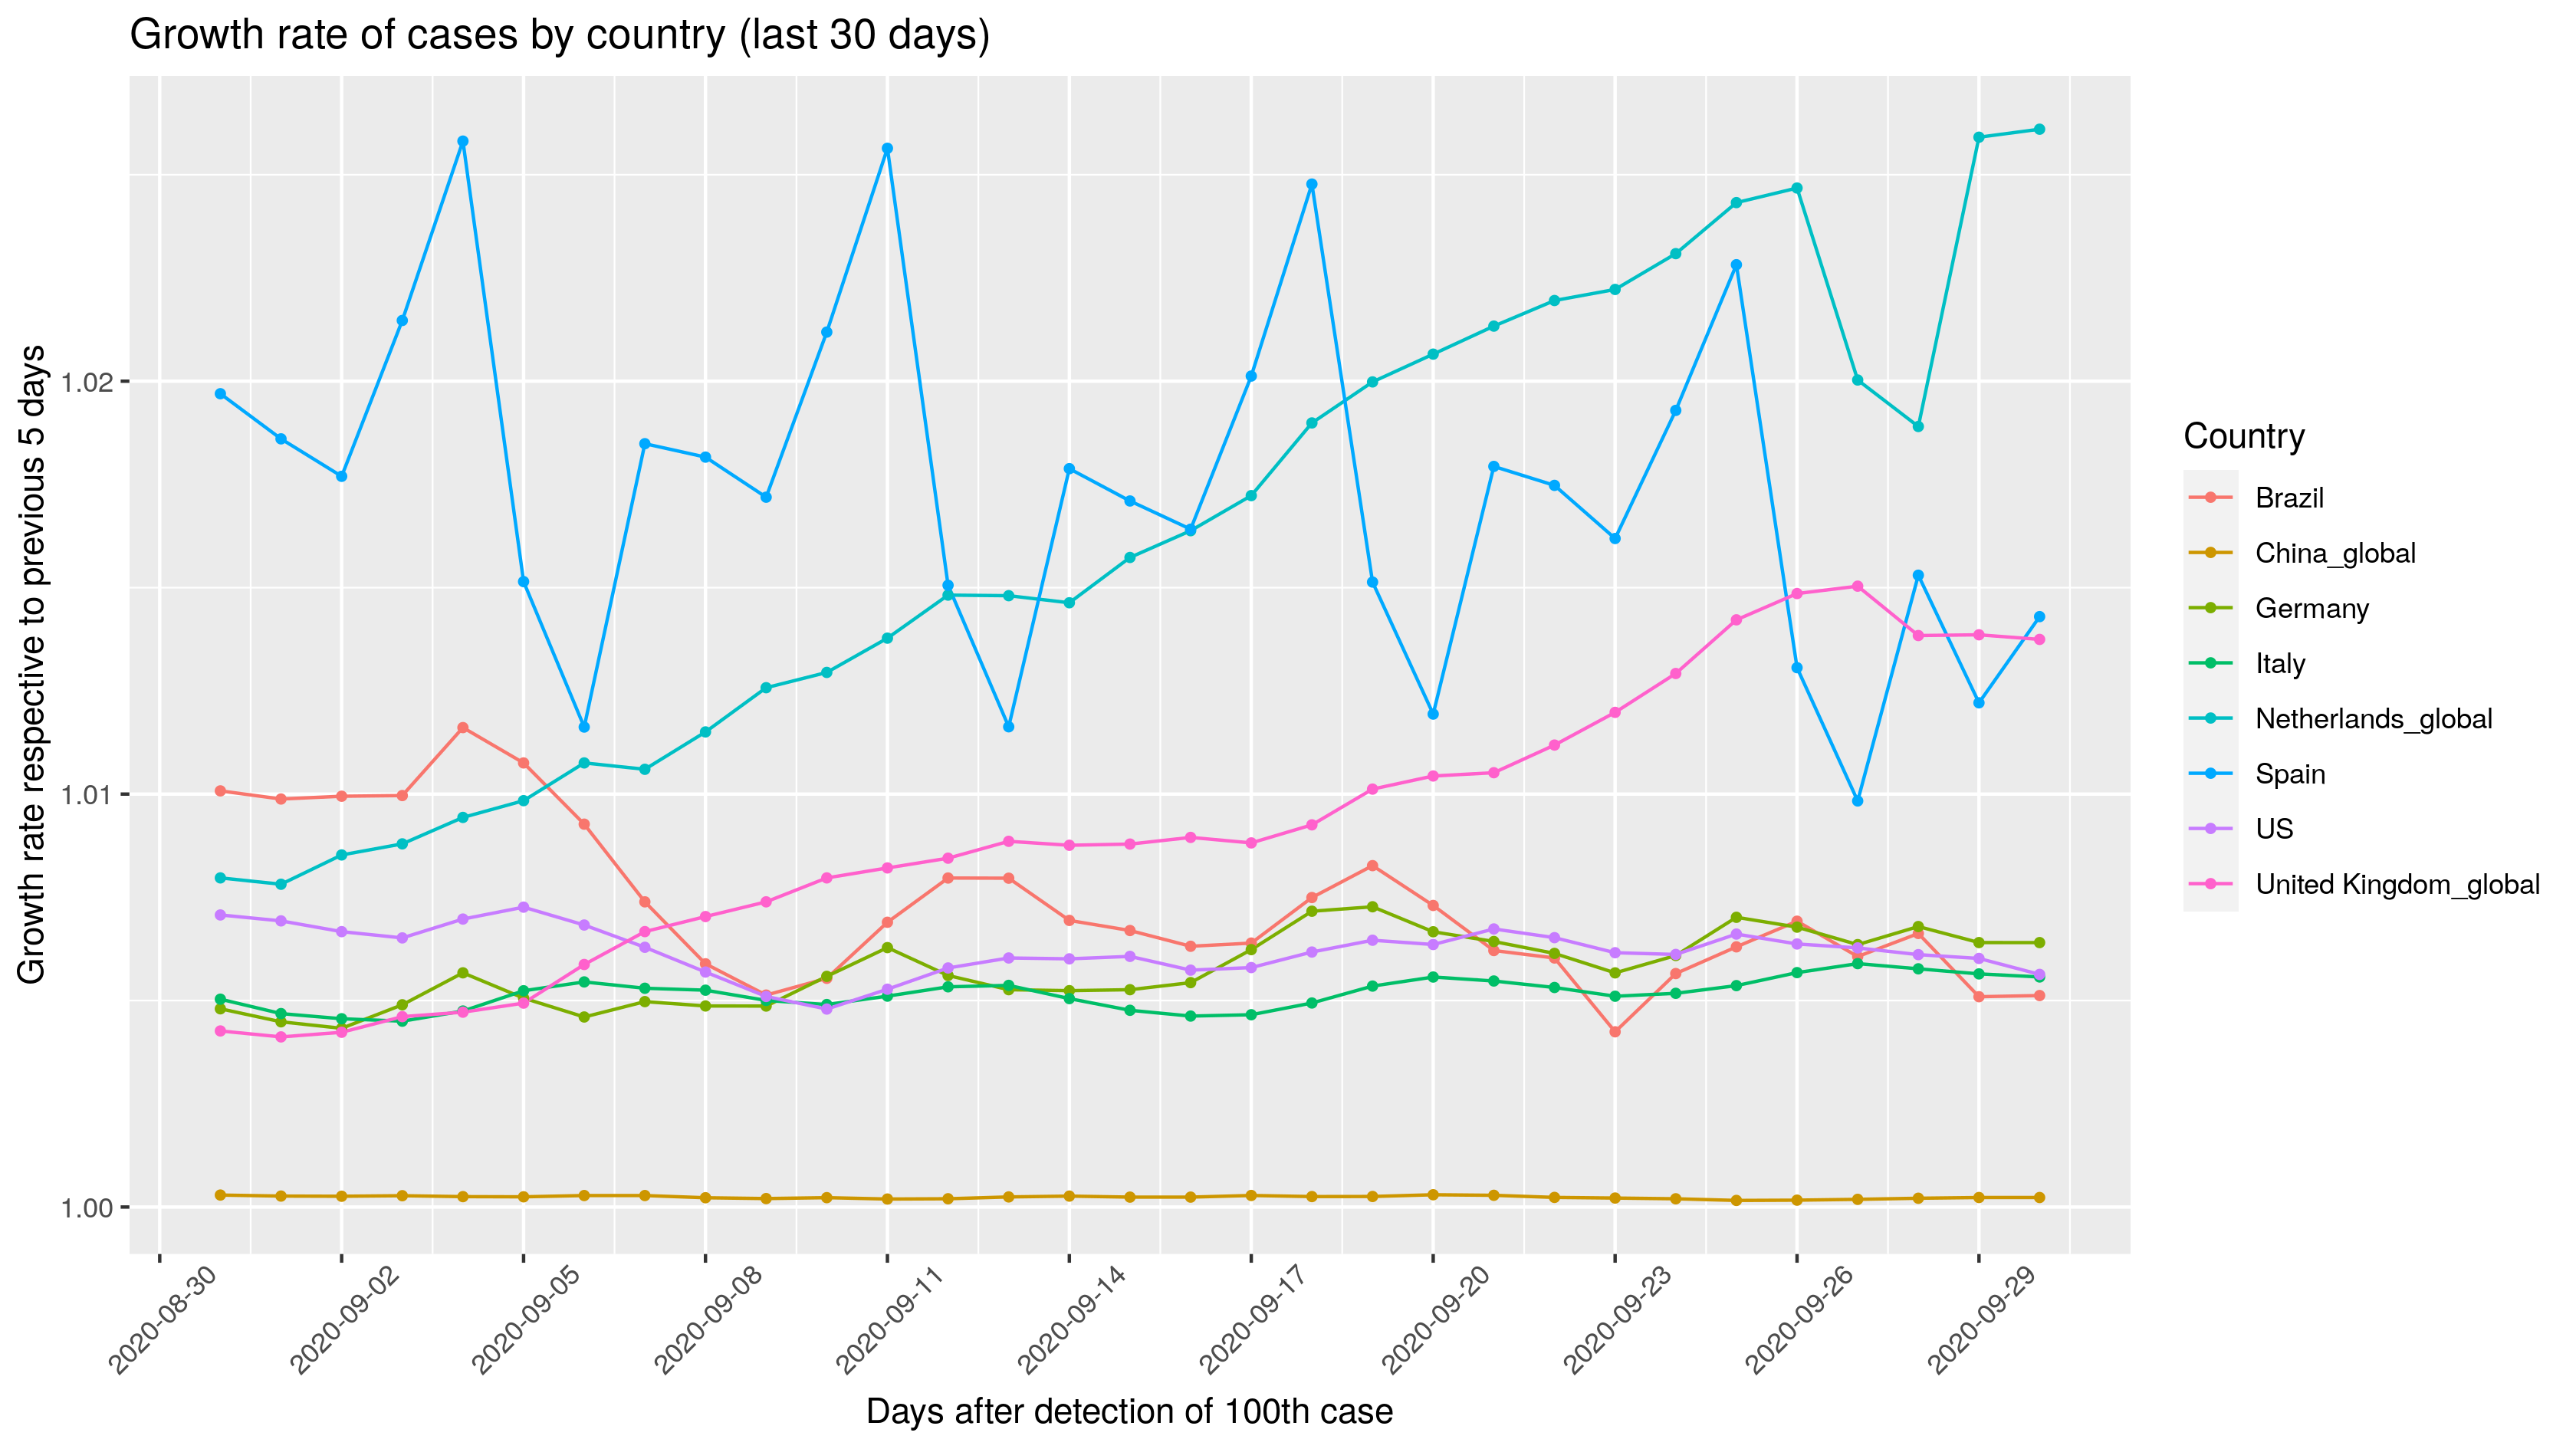 Growth rate of cases by country (last 30 days)
Growth rate respective to previous 5 days
1.02
1.01
1.00
2020-08-30
2020-09-02
2020-09-05
2020-09-08
2020-09-11
2020-09-14
2020-09-17
2020-09-20
2020-09-23
2020-09-26
2020-09-29
Days after detection of 100th case
Country
Brazil
China_global
Germany
Italy
Netherlands_global
Spain
US
United Kingdom_global